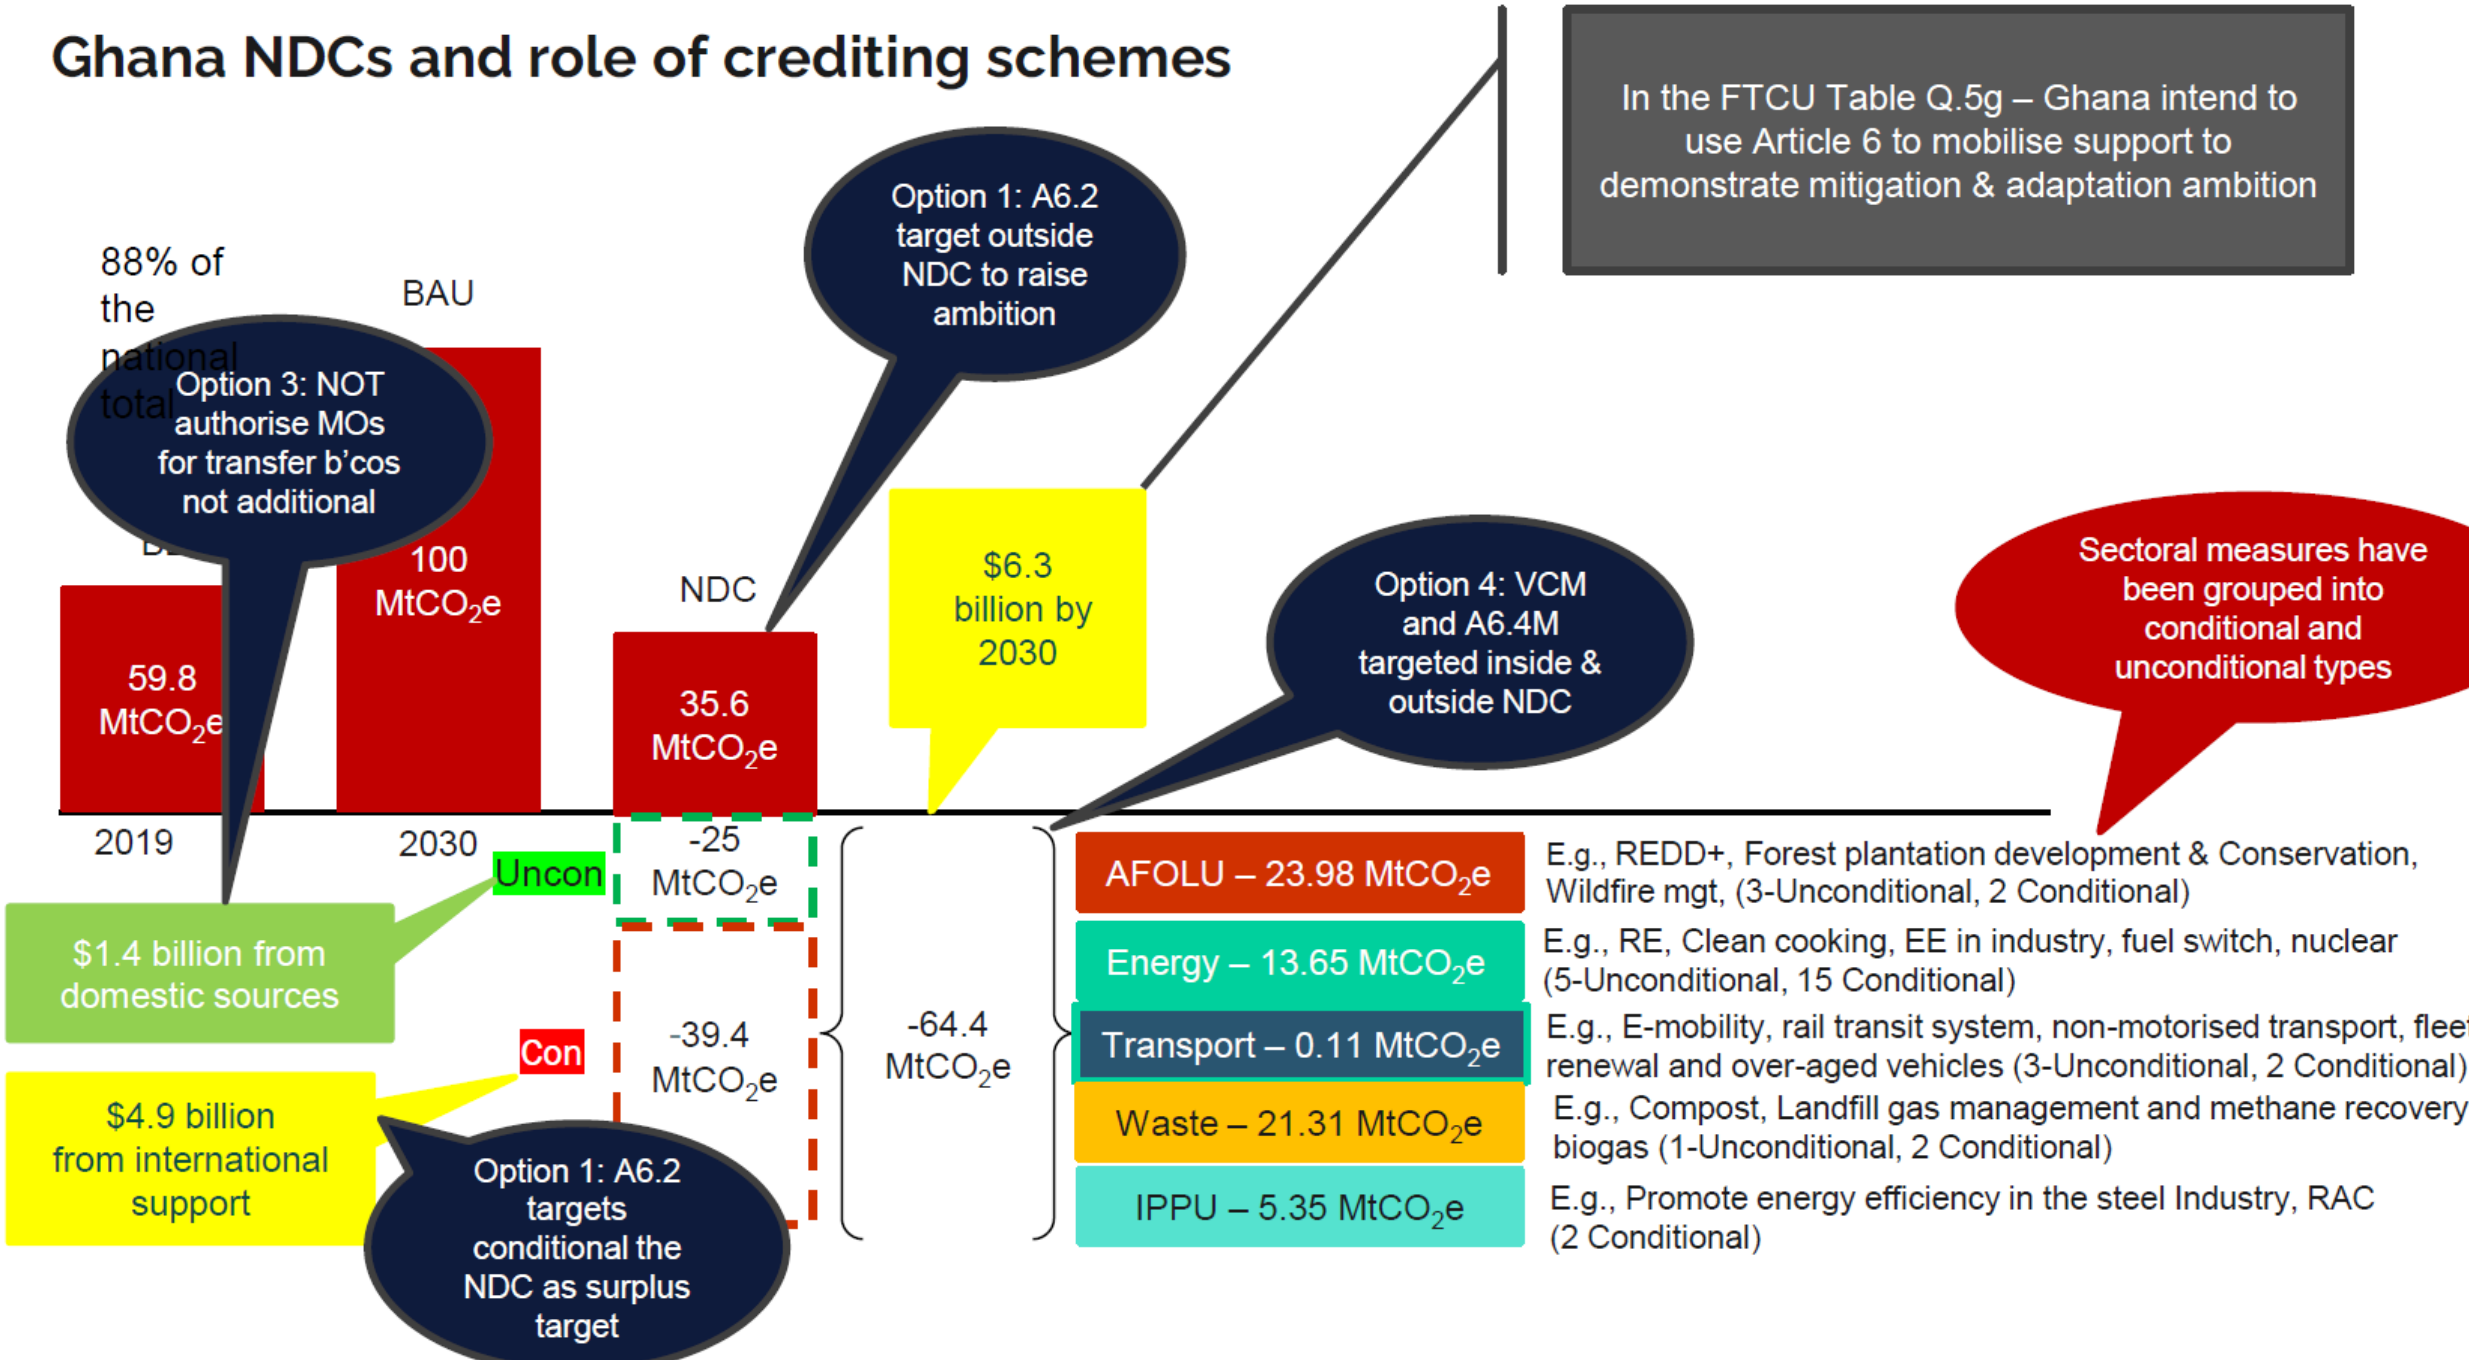 Ghana NDCs and role of crediting schemes
In the FTCU Table Q.5g – Ghana intend to
use Article 6 to mobilise support to
demonstrate mitigation & adaptation ambition
88% of
the
national
total
BAU
Option 1: A6.2
target outside
NDC to raise
ambition
Option 3: NOT
authorise MOs
for transfer b’cos
not additional
100
MtCO₂e
59.8
MtCO₂e
NDC
35.6
MtCO₂e
$6.3
billion by
2030
Option 4: VCM
and A6.4M
targeted inside &
outside NDC
Sectoral measures have
been grouped into
conditional and
unconditional types
2019
2030
Uncon
-25
MtCO₂e
$1.4 billion from
domestic sources
Con
-39.4
MtCO₂e
$4.9 billion
from international
support
Option 1: A6.2
targets
conditional the
NDC as surplus
target
-64.4
MtCO₂e
AFOLU – 23.98 MtCO₂e
E.g., REDD+, Forest plantation development & Conservation,
Wildfire mgt, (3-Unconditional, 2 Conditional)
Energy – 13.65 MtCO₂e
E.g., RE, Clean cooking, EE in industry, fuel switch, nuclear
(5-Unconditional, 15 Conditional)
Transport – 0.11 MtCO₂e
E.g., E-mobility, rail transit system, non-motorised transport, fleet
renewal and over-aged vehicles (3-Unconditional, 2 Conditional)
Waste – 21.31 MtCO₂e
E.g., Compost, Landfill gas management and methane recovery
biogas (1-Unconditional, 2 Conditional)
IPPU – 5.35 MtCO₂e
E.g., Promote energy efficiency in the steel Industry, RAC
(2 Conditional)